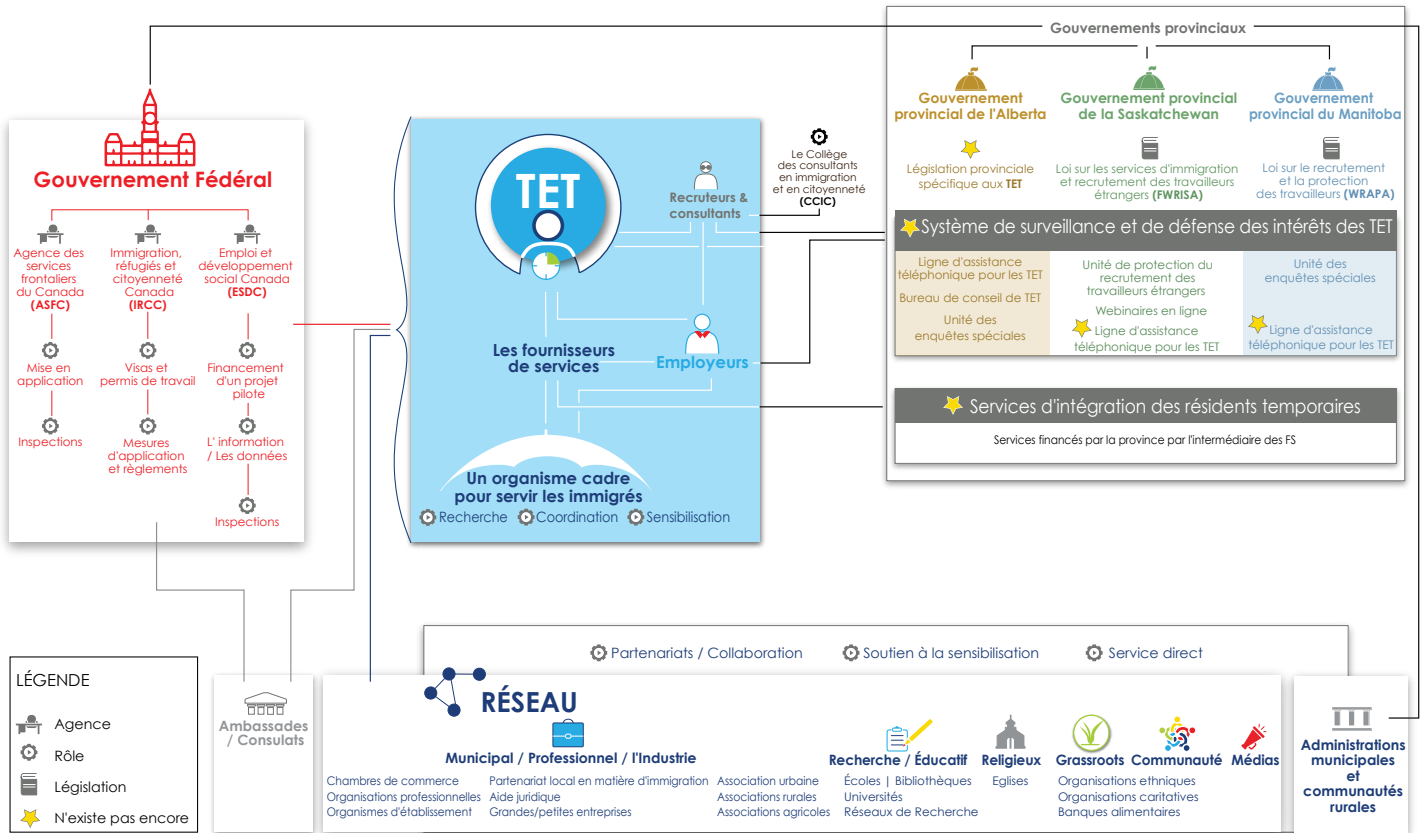 Gouvernement Fédéral
Agence des
services
frontaliers
du Canada
(ASFC)
Mise en
application
Inspections
Immigration,
réfugiés et
citoyenneté
Canada
(IRCC)
Visas et
permis de travail
Mesures
d'application
et règlements
Emploi et
développement
social Canada
(ESDC)
Financement
d'un projet
pilote
L' information
/ Les données
Inspections
TET
Recruteurs &
consultants
Les fournisseurs
de services
Employeurs
Un organisme cadre
pour servir les immigrés
Recherche
Coordination
Sensibilisation
Le Collège
des consultants
en immigration
et en citoyenneté
(CCIC)
Gouvernements provinciaux
Gouvernement
provincial de l'Alberta
Législation provinciale
spécifique aux TET
Gouvernement provincial
de la Saskatchewan
Loi sur les services d'immigration
et recrutement des travailleurs
étrangers (FWRISA)
Gouvernement
provincial du Manitoba
Loi sur le recrutement
et la protection
des travailleurs (WRAPA)
Système de surveillance et de défense des intérêts des TET
Ligne d'assistance
téléphonique pour les TET
Bureau de conseil de TET
Unité des
enquêtes spéciales
Unité de protection du
recrutement des
travailleurs étrangers
Webinaires en ligne
Ligne d'assistance
téléphonique pour les TET
Unité des
enquêtes spéciales
Ligne d'assistance
téléphonique pour les TET
Services d'intégration des résidents temporaires
Services financés par la province par l'intermédiaire des FS
LÉGENDE
Agence
Rôle
Législation
N'existe pas encore
Ambassades
/ Consulats
Partenariats / Collaboration
Soutien à la sensibilisation
Service direct
RÉSEAU
Municipal / Professionnel / l'Industrie
Chambres de commerce
Organisations professionnelles
Organismes d'établissement
Partenariat local en matière d'immigration
Aide juridique
Grandes/petites entreprises
Association urbaine
Associations rurales
Associations agricoles
Recherche / Éducatif
Écoles | Bibliothèques
Universités
Réseaux de Recherche
Religieux
Eglises
Grassroots
Communauté
Organisations ethniques
Organisations caritatives
Banques alimentaires
Médias
Administrations
municipales
et
communautés
rurales